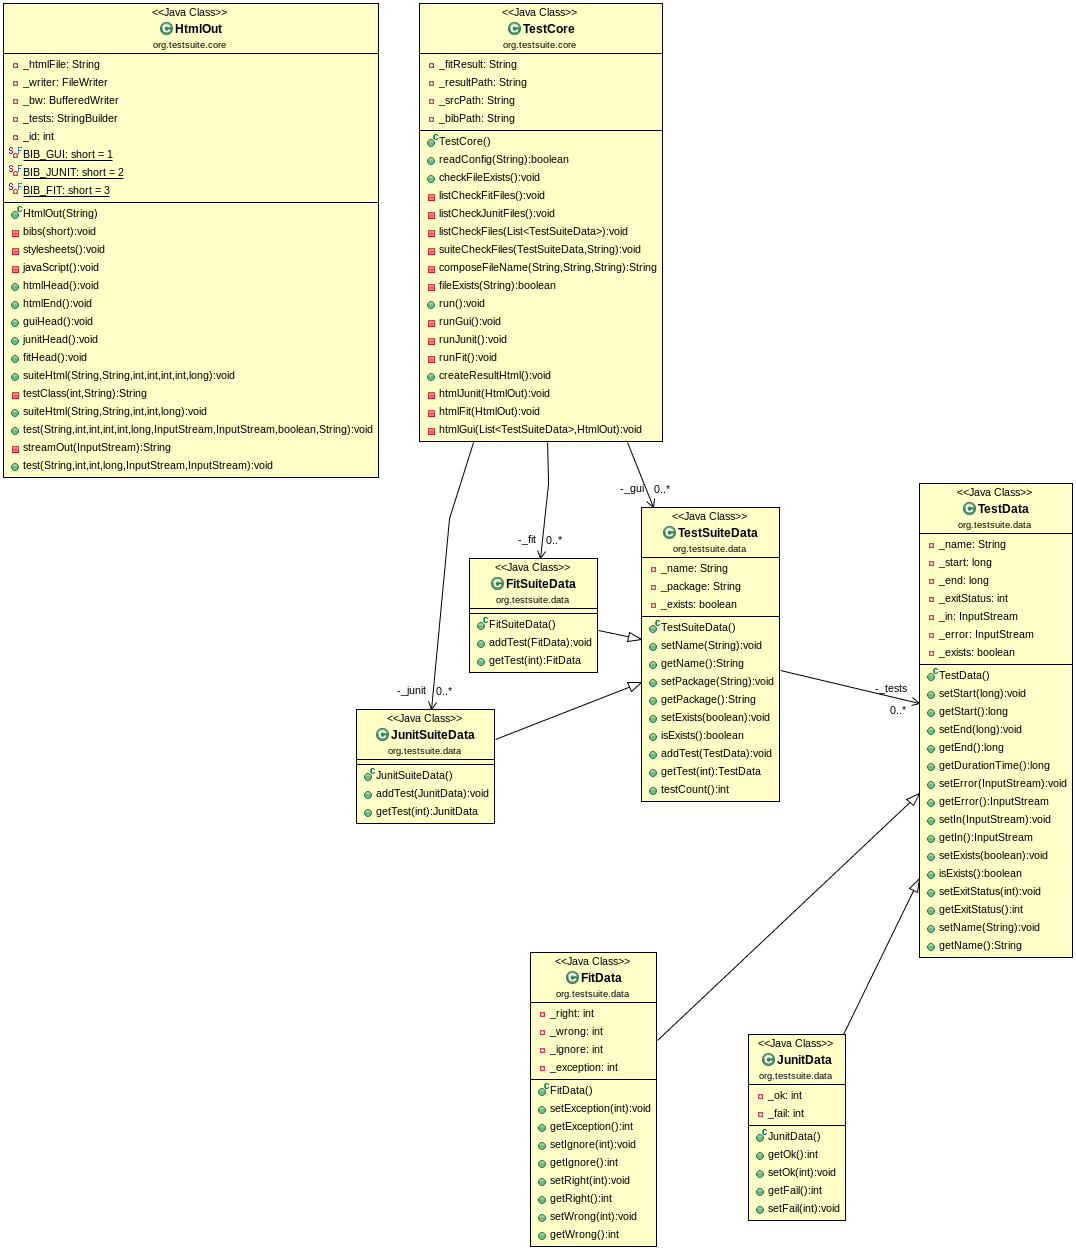 <<Java Class>>
HtmlOut
org.testsuite.core
_htmlFile: String
_writer: FileWriter
_bw: BufferedWriter
_tests: StringBuilder
_id: int
BIB_GUI: short = 1
BIB_JUNIT: short = 2
BIB_FIT: short = 3
HtmlOut(String)
bibs(short):void
stylesheets():void
javaScript():void
htmlHead():void
htmlEnd():void
guiHead():void
junitHead():void
fitHead():void
suiteHtml(String,String,int,int,int,int,long):void
testClass(int,String):String
suiteHtml(String,String,int,int,long):void
test(String,int,int,int,int,long,InputStream,InputStream,boolean,String):void
streamOut(InputStream):String
test(String,int,int,long,InputStream,InputStream):void
<<Java Class>>
TestCore
org.testsuite.core
_fitResult: String
_resultPath: String
_srcPath: String
_bibPath: String
TestCore()
readConfig(String):boolean
checkFileExists():void
listCheckFitFiles():void
listCheckJunitFiles():void
listCheckFiles(List<TestSuiteData>):void
suiteCheckFiles(TestSuiteData,String):void
composeFileName(String,String,String):String
fileExists(String):boolean
run():void
runGui():void
runJunit():void
runFit():void
createResultHtml():void
htmlJunit(HtmlOut):void
htmlFit(HtmlOut):void
htmlGui(List<TestSuiteData>,HtmlOut):void
-_gui 0..*
-_fit 0..*
-_junit 0..*
<<Java Class>>
FitSuiteData
org.testsuite.data
FitSuiteData()
addTest(FitData):void
getTest(int):FitData
<<Java Class>>
JunitSuiteData
org.testsuite.data
JunitSuiteData()
addTest(JunitData):void
getTest(int):JunitData
<<Java Class>>
TestSuiteData
org.testsuite.data
_name: String
_package: String
_exists: boolean
TestSuiteData()
setName(String):void
getName():String
setPackage(String):void
getPackage():String
setExists(boolean):void
isExists():boolean
addTest(TestData):void
getTest(int):TestData
testCount():int
-_tests
0..*
<<Java Class>>
TestData
org.testsuite.data
_name: String
_start: long
_end: long
_exitStatus: int
_in: InputStream
_error: InputStream
_exists: boolean
TestData()
setStart(long):void
getStart():long
setEnd(long):void
getEnd():long
getDurationTime():long
setError(InputStream):void
getError():InputStream
setIn(InputStream):void
getIn():InputStream
setExists(boolean):void
isExists():boolean
setExitStatus(int):void
getExitStatus():int
setName(String):void
getName():String
<<Java Class>>
FitData
org.testsuite.data
_right: int
_wrong: int
_ignore: int
_exception: int
FitData()
setException(int):void
getException():int
setIgnore(int):void
getIgnore():int
setRight(int):void
getRight():int
setWrong(int):void
getWrong():int
<<Java Class>>
JunitData
org.testsuite.data
_ok: int
_fail: int
JunitData()
getOk():int
setOk(int):void
getFail():int
setFail(int):void